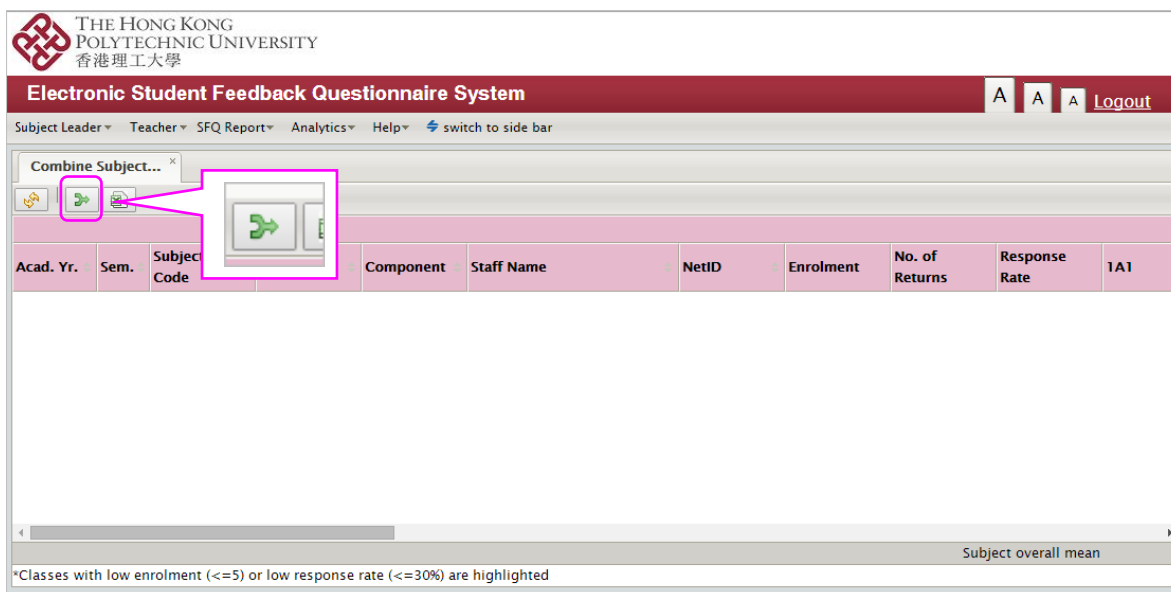 THE HONG KONG
POLYTECHNIC UNIVERSITY
香港理工大學
Electronic Student Feedback Questionnaire System
A A A Logout
Subject Leader Teacher SFQ Report Analytics Help switch to side bar
Combine Subject... ×
Acad. Yr. Sem. Subject Code Component Staff Name NetID Enrolment No. of Returns Response Rate 1A1
Subject overall mean
*Classes with low enrolment (<=5) or low response rate (<=30%) are highlighted